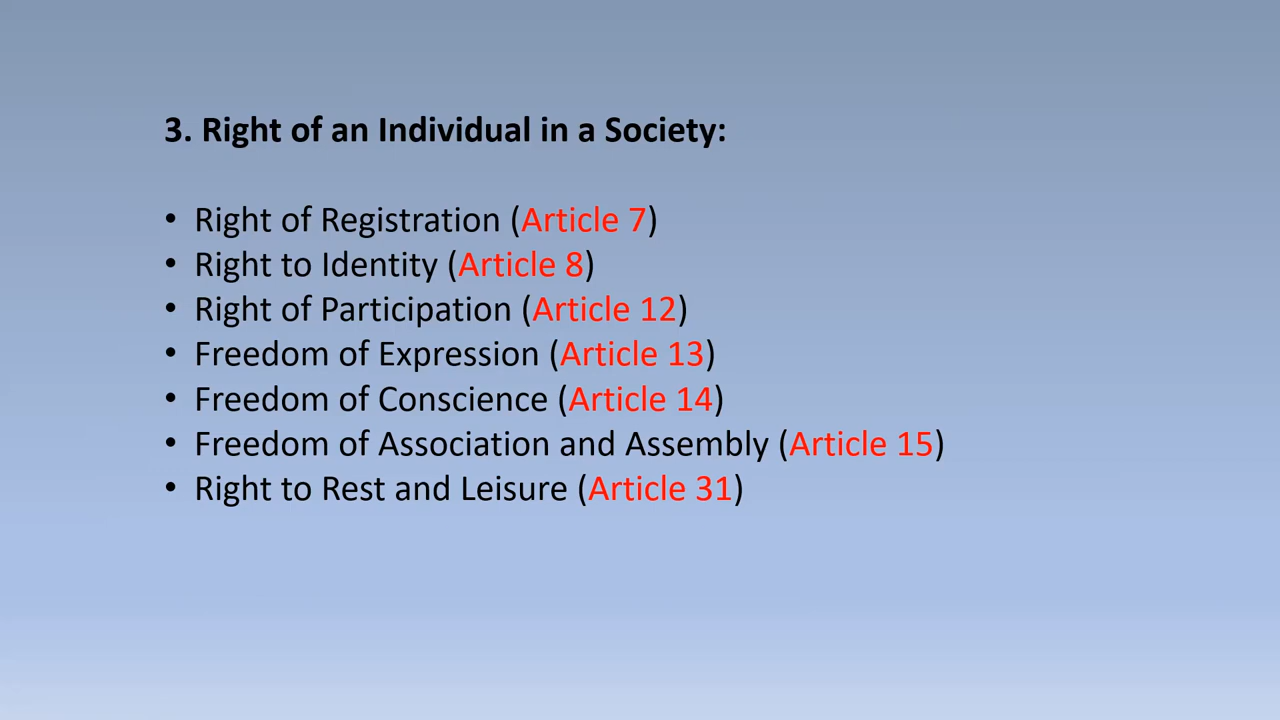 3. Right of an Individual in a Society:
• Right of Registration (Article 7)
• Right to Identity (Article 8)
• Right of Participation (Article 12)
• Freedom of Expression (Article 13)
• Freedom of Conscience (Article 14)
• Freedom of Association and Assembly (Article 15)
• Right to Rest and Leisure (Article 31)